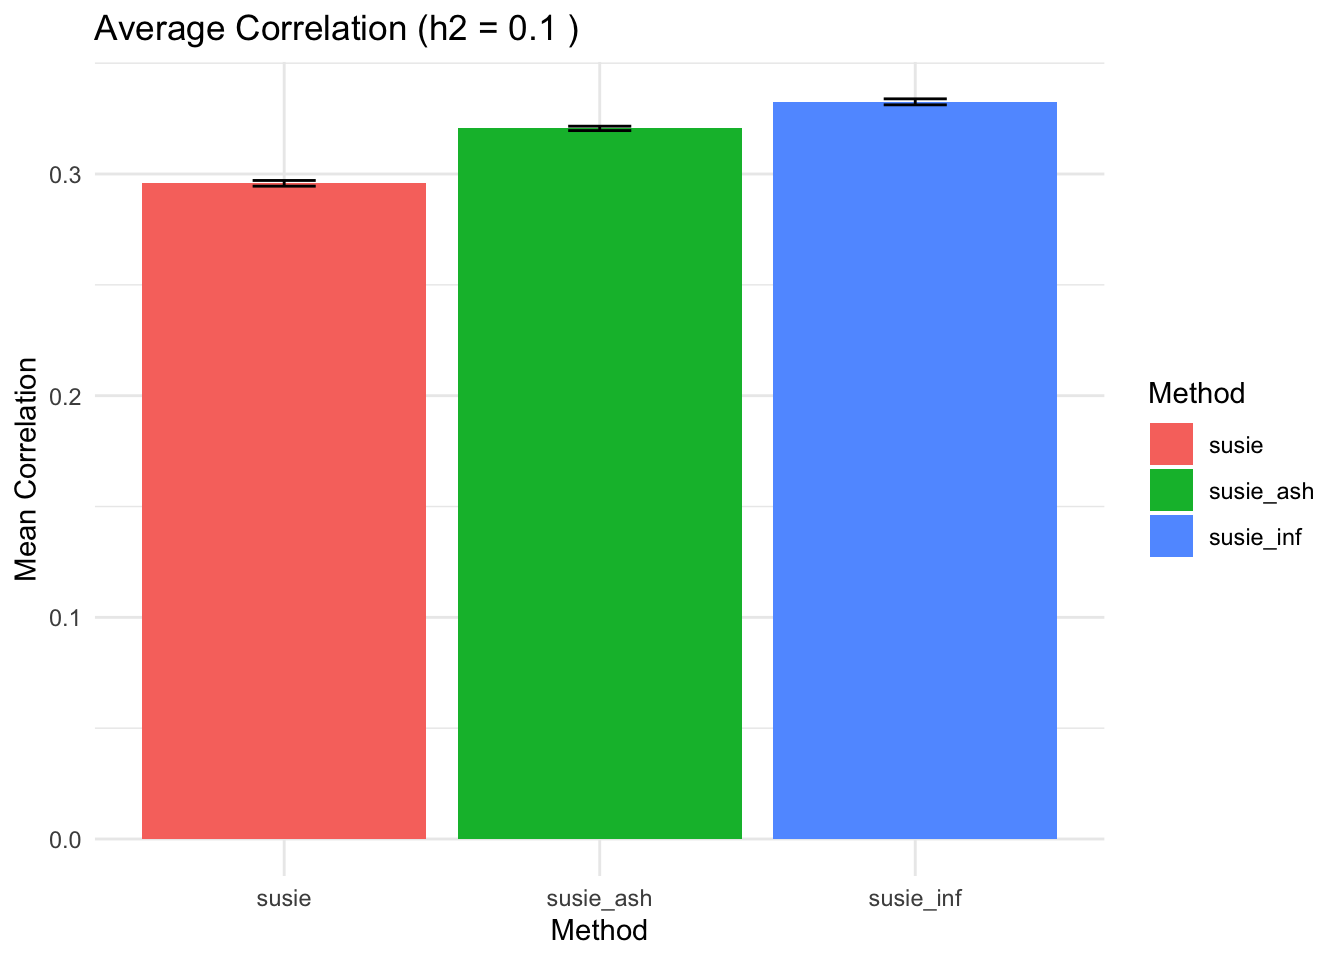 Average Correlation (h2 = 0.1 )
Mean Correlation
0.3
0.2
0.1
0.0
susie
susie_ash
susie_inf
Method
Method
susie
susie_ash
susie_inf